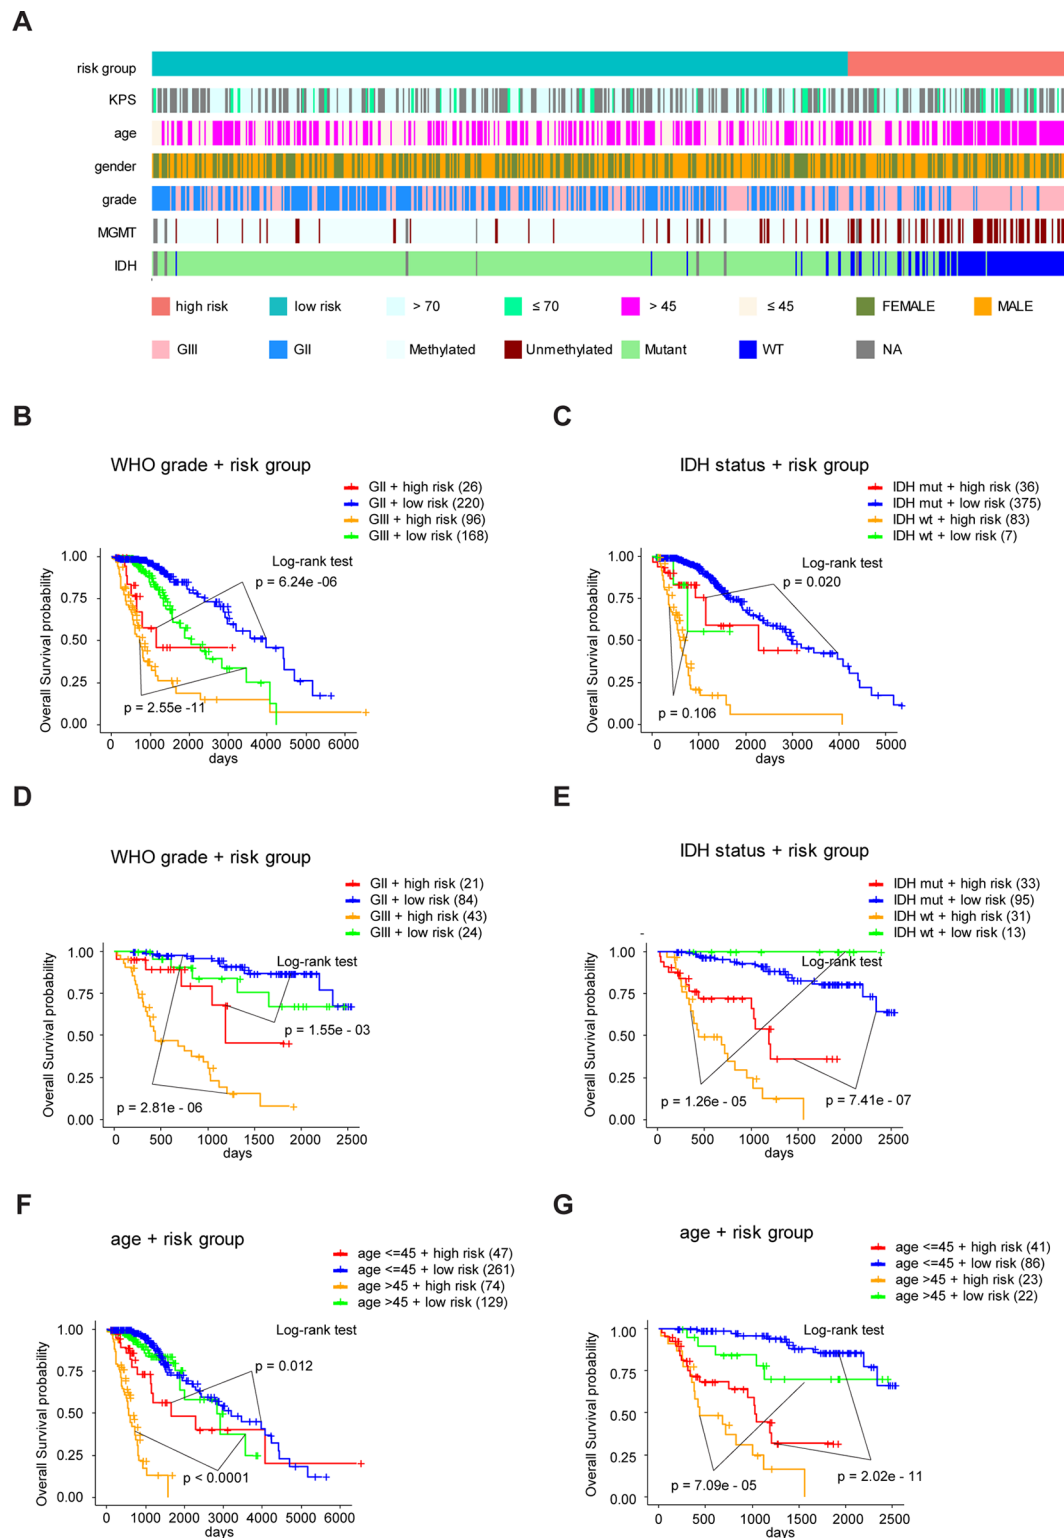 A
risk group
KPS
age
gender
grade
MGMT
IDH
high risk low risk > 70 ≤ 70 > 45 ≤ 45 FEMALE MALE
GIII GII Methylated Unmethylated Mutant WT NA
B
WHO grade + risk group
GII + high risk (26)
GII + low risk (220)
GIII + high risk (96)
GIII + low risk (168)
Log-rank test
p = 6.24e -06
p = 2.55e -11
Overall Survival probability
1.00
0.75
0.50
0.25
0.00
0 1000 2000 3000 4000 5000 6000
days
C
IDH status + risk group
IDH mut + high risk (36)
IDH mut + low risk (375)
IDH wt + high risk (83)
IDH wt + low risk (7)
Log-rank test
p = 0.020
p = 0.106
Overall Survival probability
1.00
0.75
0.50
0.25
0.00
0 1000 2000 3000 4000 5000
days
D
WHO grade + risk group
GII + high risk (21)
GII + low risk (84)
GIII + high risk (43)
GIII + low risk (24)
Log-rank test
p = 1.55e - 03
p = 2.81e - 06
Overall Survival probability
1.00
0.75
0.50
0.25
0.00
0 500 1000 1500 2000 2500
days
E
IDH status + risk group
IDH mut + high risk (33)
IDH mut + low risk (95)
IDH wt + high risk (31)
IDH wt + low risk (13)
Log-rank test
p = 1.26e - 05
p = 7.41e - 07
Overall Survival probability
1.00
0.75
0.50
0.25
0.00
0 500 1000 1500 2000 2500
days
F
age + risk group
age <=45 + high risk (47)
age <=45 + low risk (261)
age >45 + high risk (74)
age >45 + low risk (129)
Log-rank test
p = 0.012
p < 0.0001
Overall Survival probability
1.00
0.75
0.50
0.25
0.00
0 1000 2000 3000 4000 5000 6000
days
G
age + risk group
age <=45 + high risk (41)
age <=45 + low risk (86)
age >45 + high risk (23)
age >45 + low risk (22)
Log-rank test
p = 7.09e - 05
p = 2.02e - 11
Overall Survival probability
1.00
0.75
0.50
0.25
0.00
0 500 1000 1500 2000 2500
days